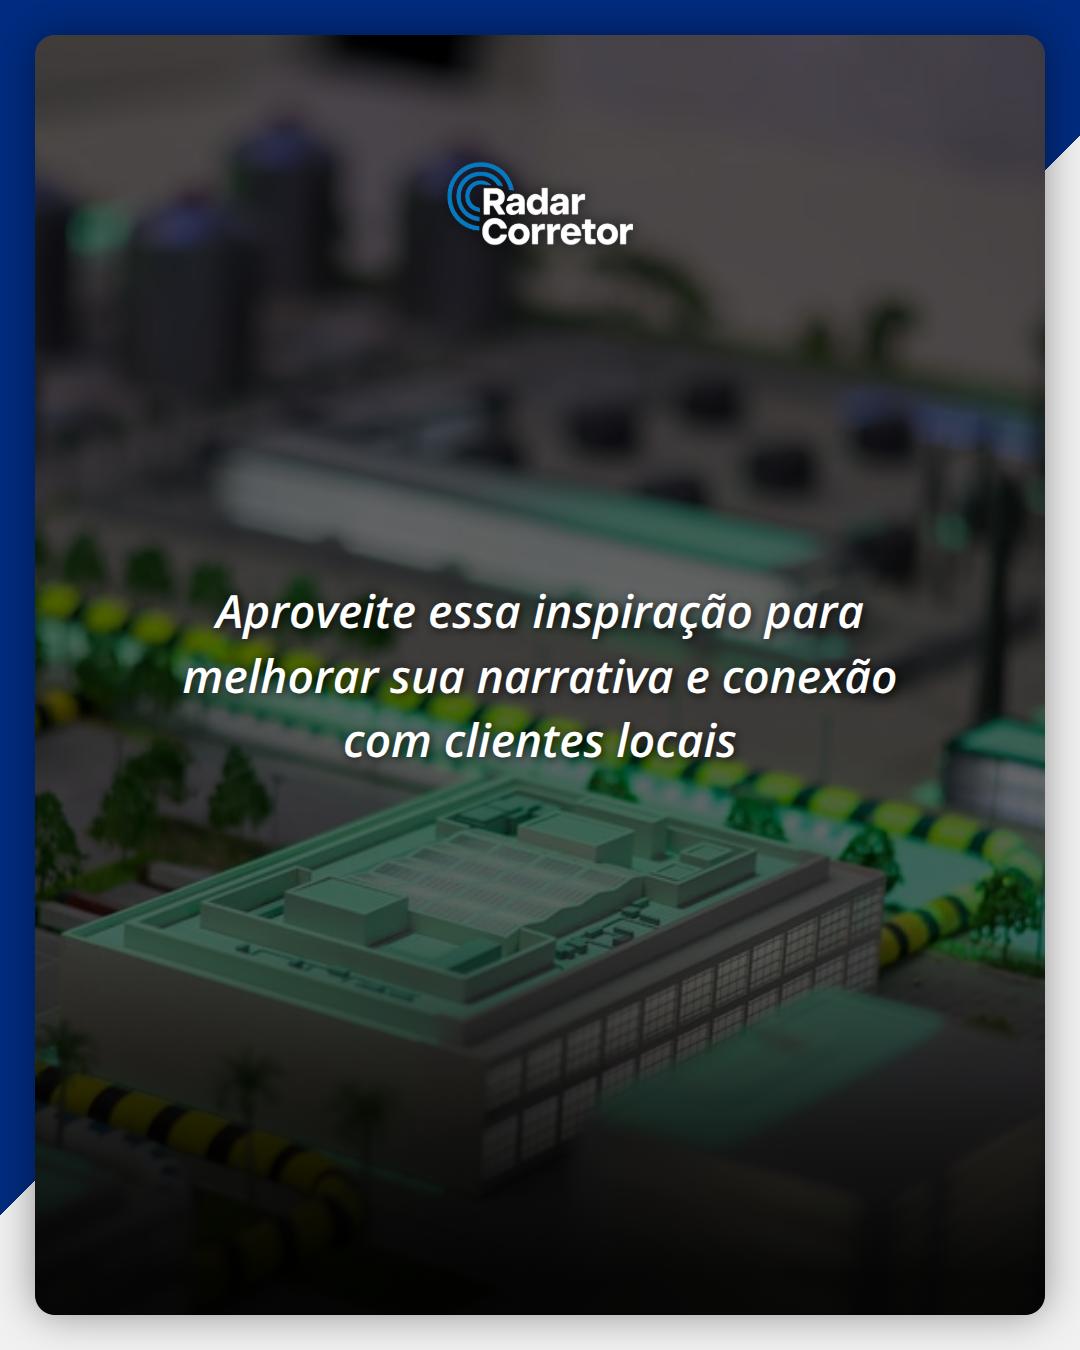 Radar
Corretor
Aproveite essa inspiração para
melhorar sua narrativa e conexão
com clientes locais